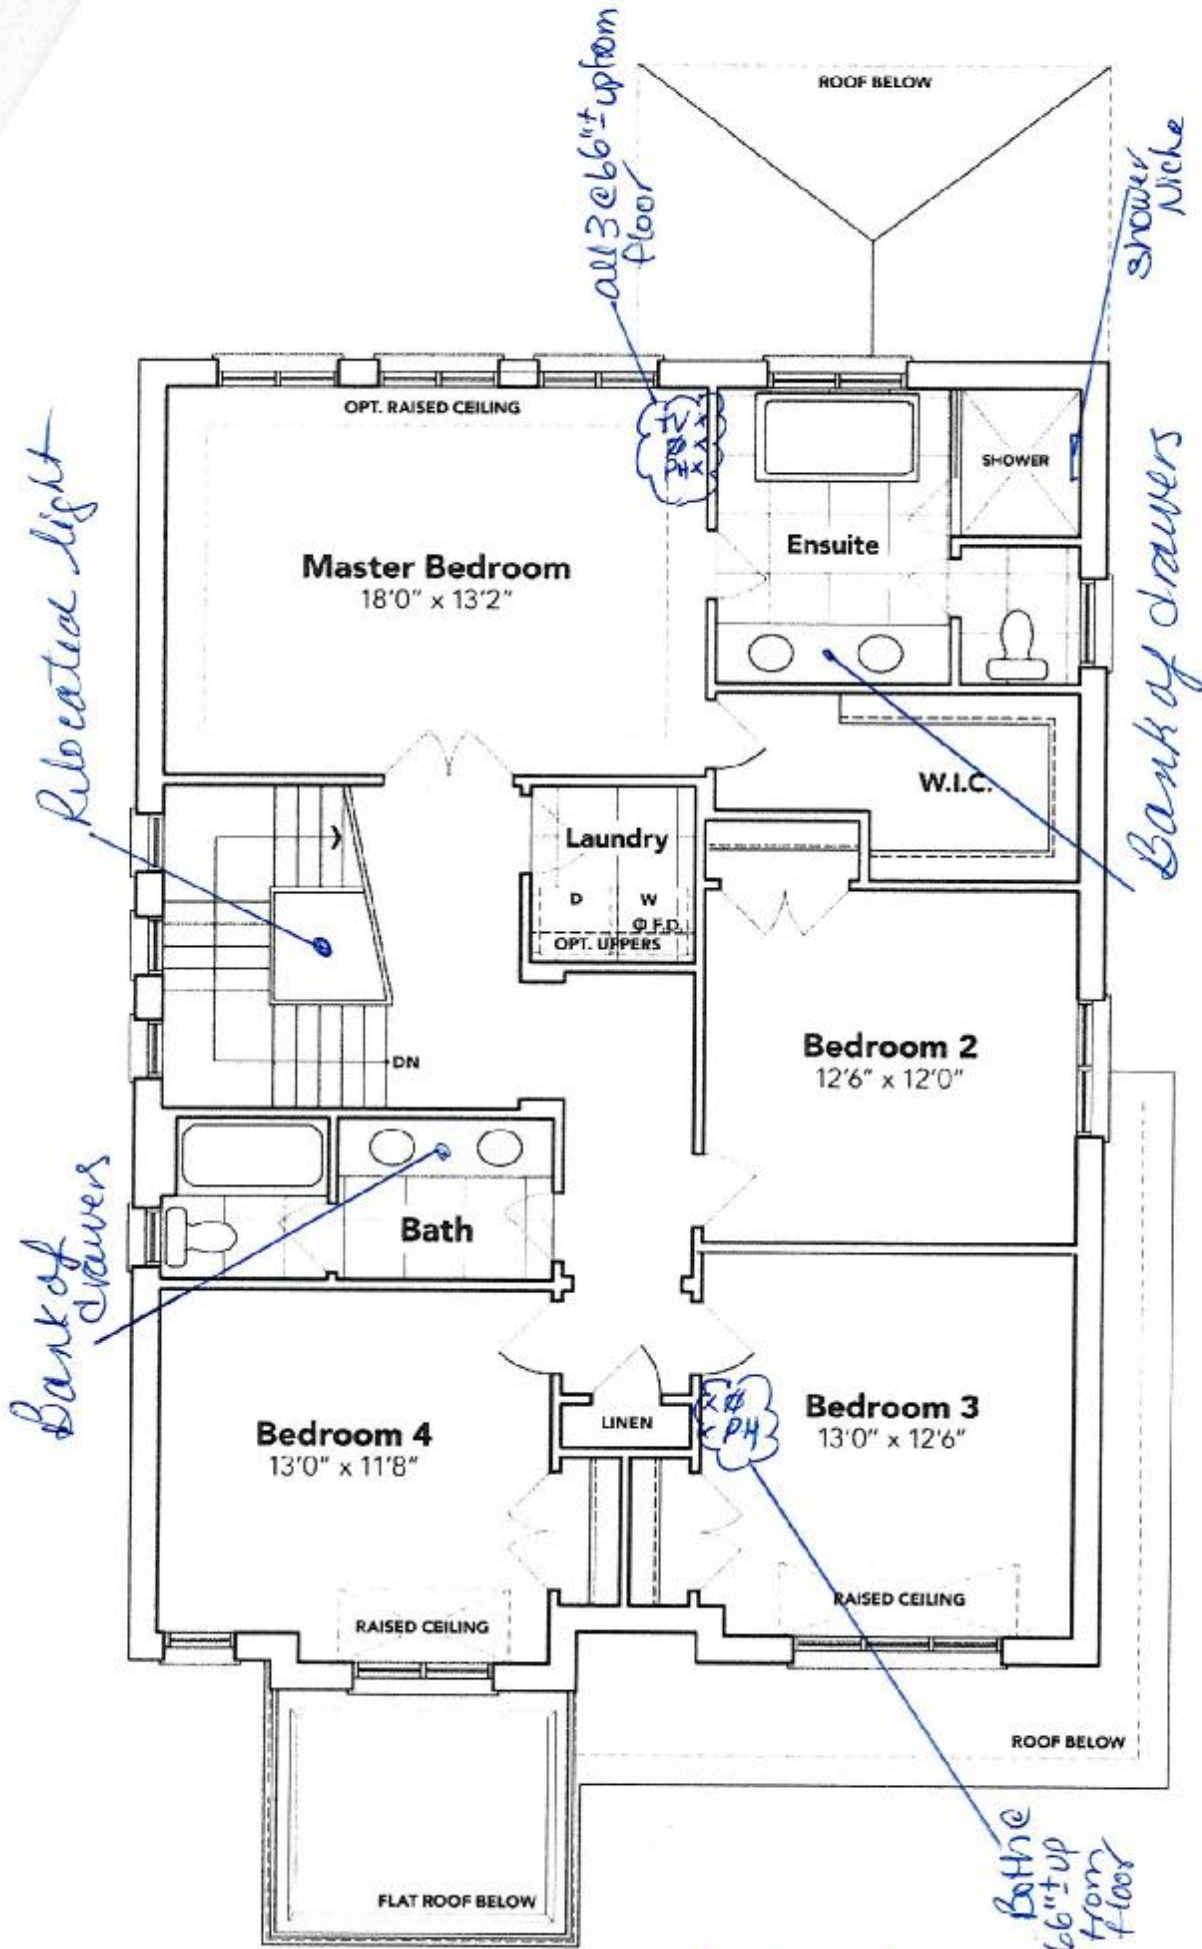 all 3 @ 66"± up from
floor
ROOF BELOW
shower
Niche
OPT. RAISED CEILING
TV x
Ø x
PH x
SHOWER
Relocated light
Master Bedroom
18'0" x 13'2"
Ensuite
Bank of drawers
W.I.C.
Laundry
D W
Ø F.D.
OPT. UPPERS
DN
Bedroom 2
12'6" x 12'0"
Bank of
drawers
Bath
LINEN
x Ø
x PH
Bedroom 3
13'0" x 12'6"
Bedroom 4
13'0" x 11'8"
RAISED CEILING
RAISED CEILING
ROOF BELOW
FLAT ROOF BELOW
Both @
66"± up
from
floor